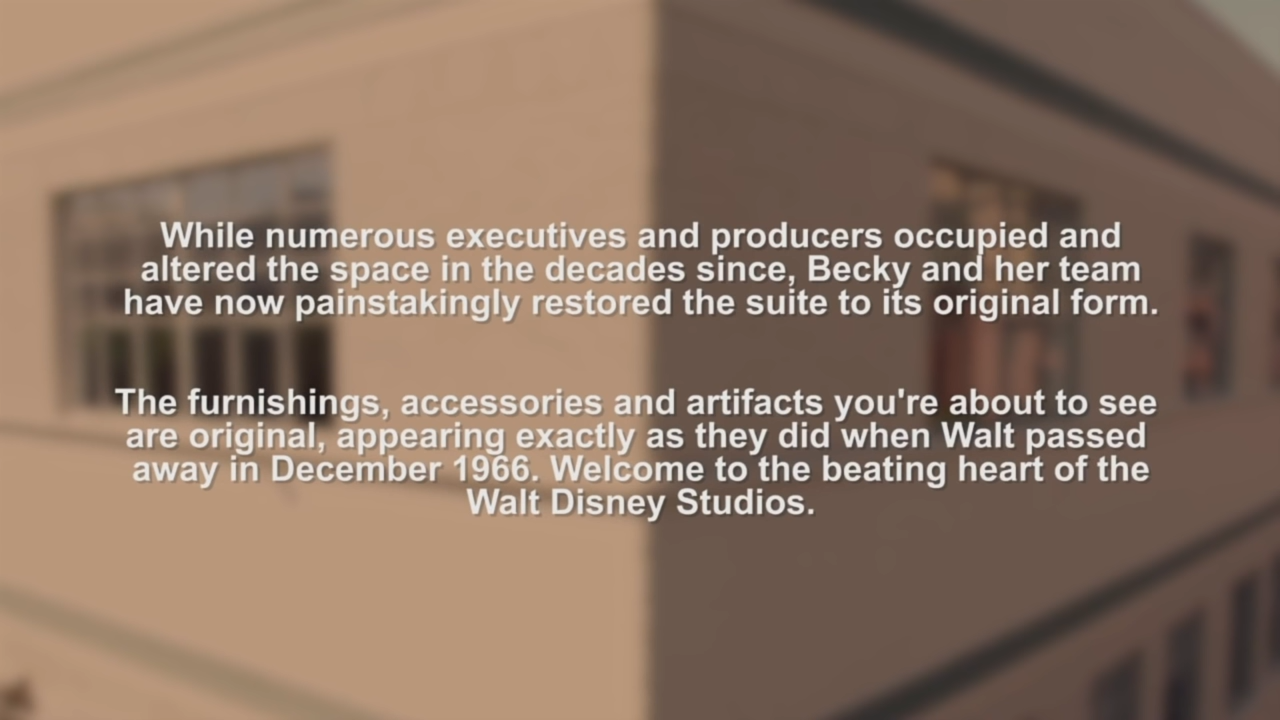 While numerous executives and producers occupied and
altered the space in the decades since, Becky and her team
have now painstakingly restored the suite to its original form.
The furnishings, accessories and artifacts you're about to see
are original, appearing exactly as they did when Walt passed
away in December 1966. Welcome to the beating heart of the
Walt Disney Studios.